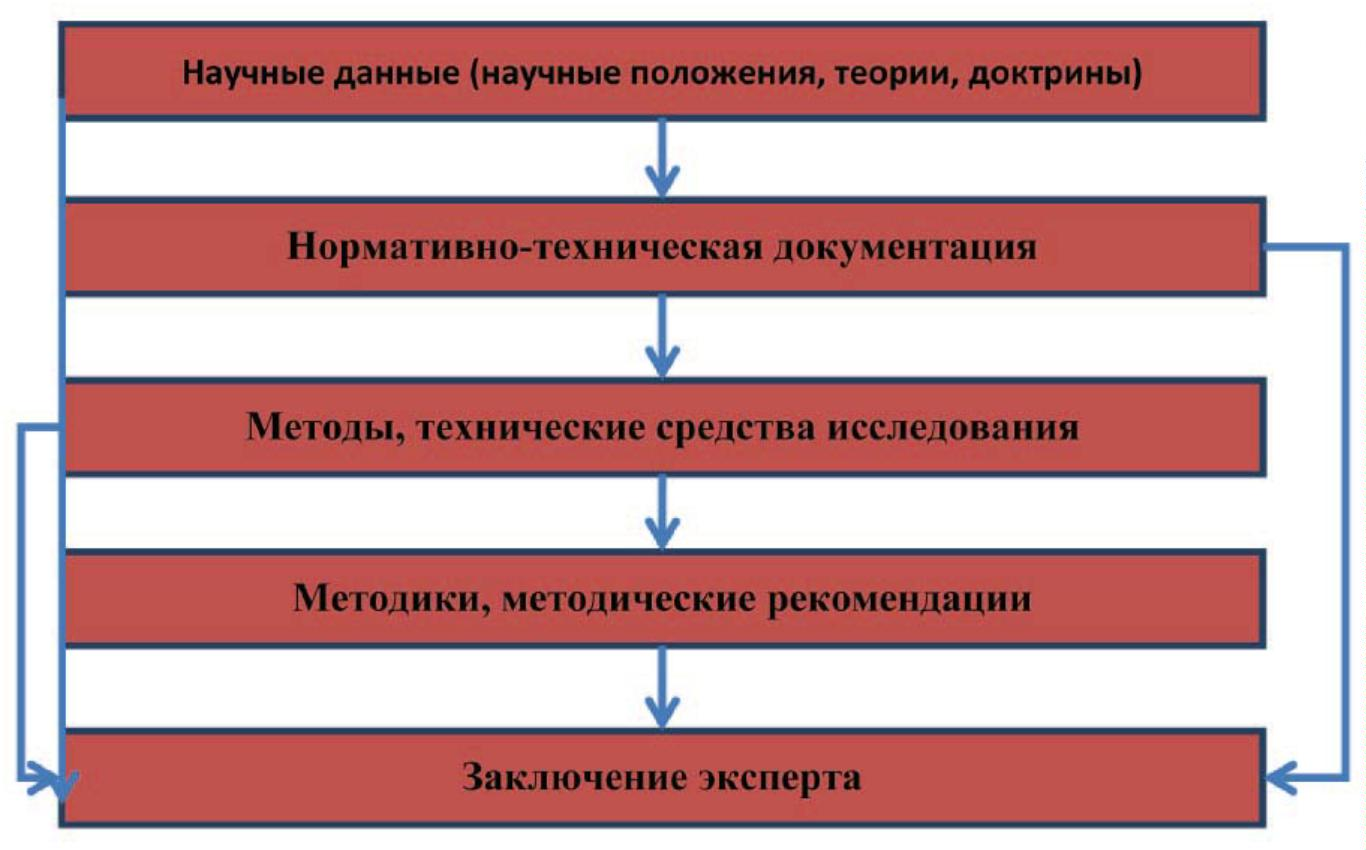 Научные данные (научные положения, теории, доктрины)
Нормативно-техническая документация
Методы, технические средства исследования
Методики, методические рекомендации
Заключение эксперта